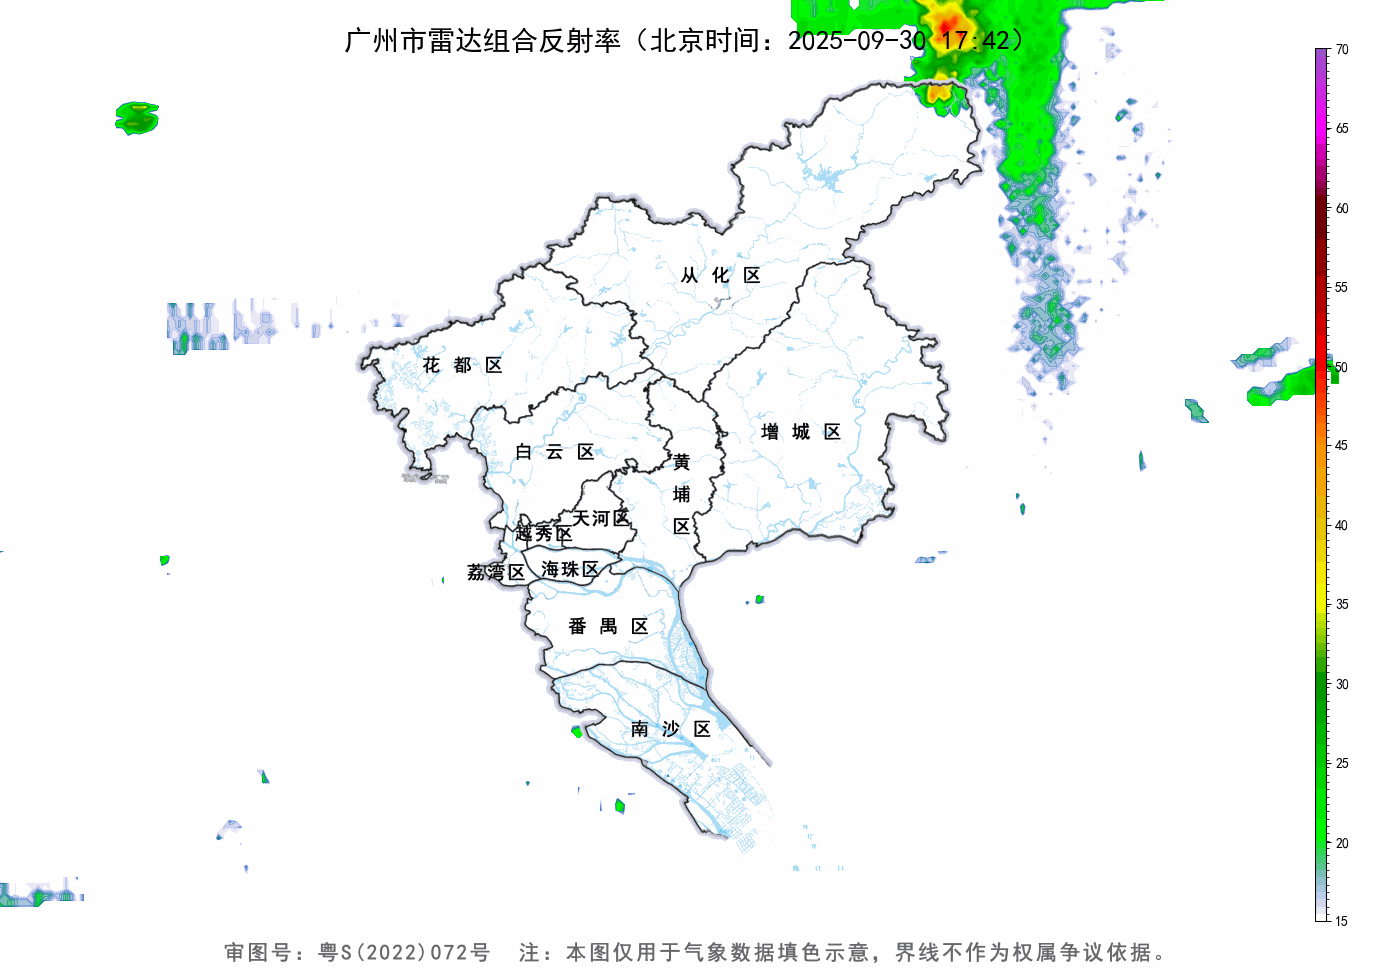 广州市雷达组合反射率（北京时间：2025-09-30 17:42）
70
65
60
55
50
45
40
35
30
25
20
15
从化区
花都区
增城区
白云区
黄埔区
天河区
越秀区
荔湾区
海珠区
番禺区
南沙区
审图号：粤S(2022)072号 注：本图仅用于气象数据填色示意，界线不作为权属争议依据。